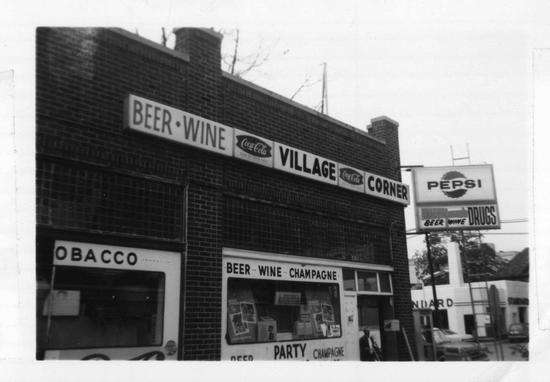 BEER · WINE Coca-Cola VILLAGE Coca-Cola CORNER
PEPSI
BEER WINE DRUGS
OBACCO
BEER - WINE - CHAMPAGNE
BEER PARTY CHAMPAGNE
NDARD